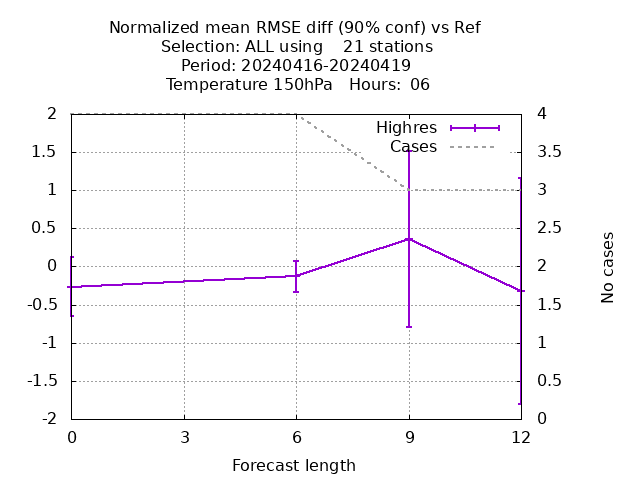 Normalized mean RMSE diff (90% conf) vs Ref
Selection: ALL using    21 stations
Period: 20240416-20240419
Temperature 150hPa   Hours:  06
Highres
Cases
2
1.5
1
0.5
0
-0.5
-1
-1.5
-2
4
3.5
3
2.5
2
1.5
1
0.5
0
No cases
0
3
6
9
12
Forecast length